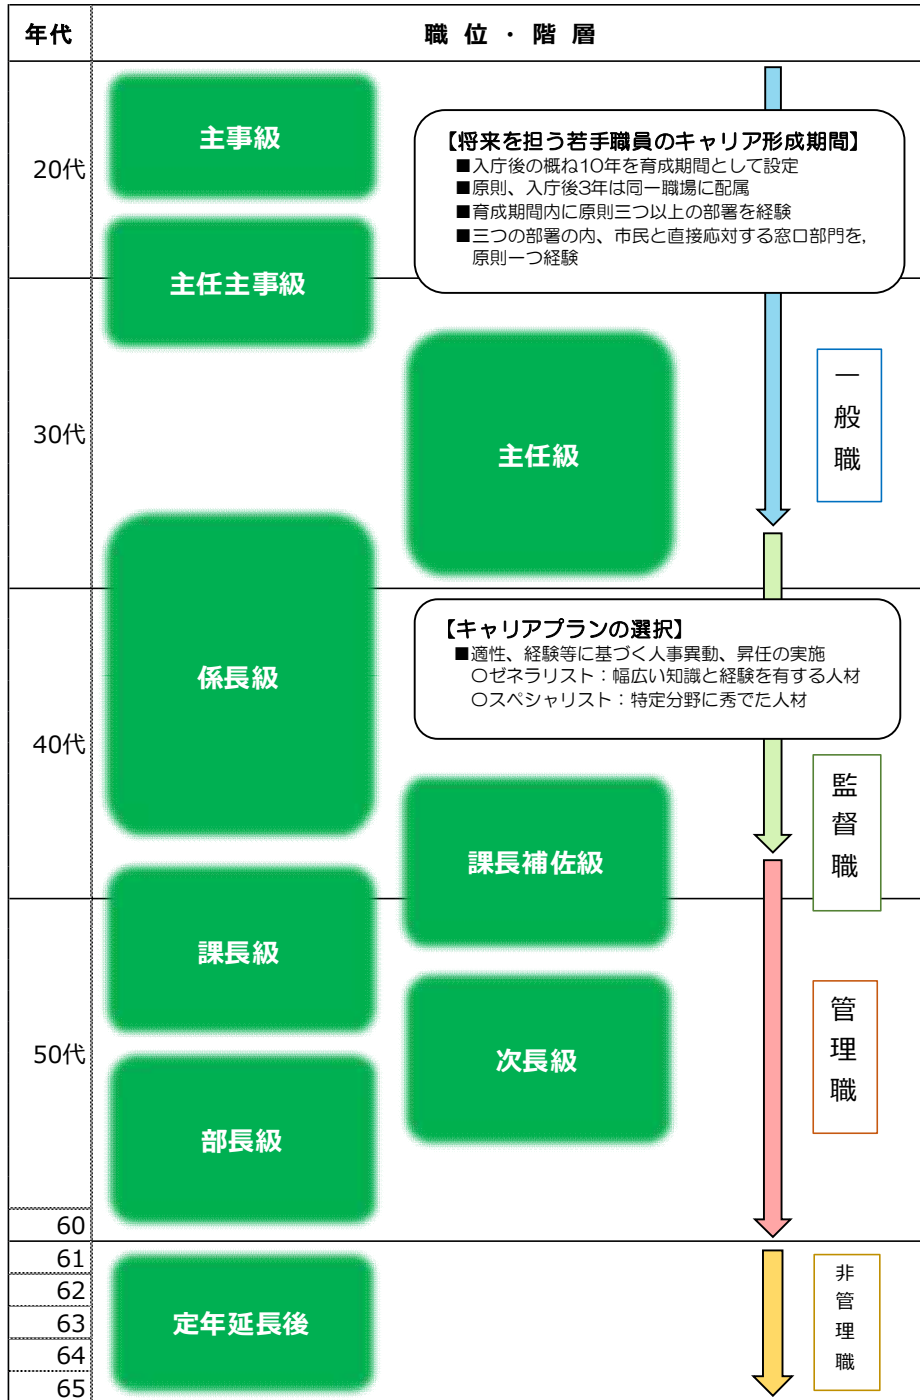 年代
職位・階層
20代
主事級
【将来を担う若手職員のキャリア形成期間】
■入庁後の概ね10年を育成期間として設定
■原則、入庁後3年は同一職場に配属
■育成期間内に原則三つ以上の部署を経験
■三つの部署の内、市民と直接応対する窓口部門を,
原則一つ経験
主任主事級
30代
主任級
一般職
係長級
【キャリアプランの選択】
■適性、経験等に基づく人事異動、昇任の実施
〇ゼネラリスト：幅広い知識と経験を有する人材
〇スペシャリスト：特定分野に秀でた人材
40代
課長補佐級
監督職
課長級
50代
次長級
管理職
部長級
60
61
62
63
64
65
定年延長後
非管理職